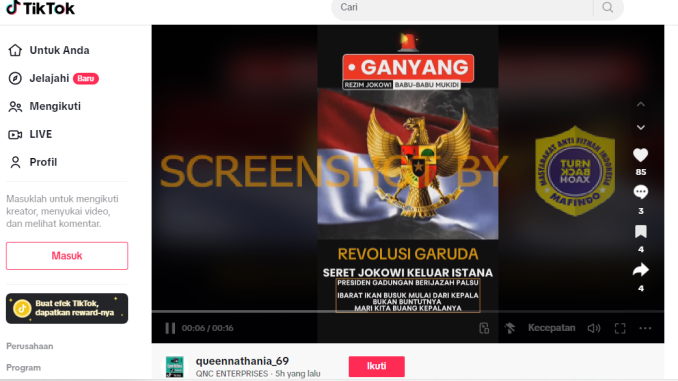 TikTok
Cari
Untuk Anda
Jelajahi Baru
Mengikuti
LIVE
Profil
Masuklah untuk mengikuti
kreator, menyukai video,
dan melihat komentar.
Masuk
Buat efek TikTok,
dapatkan reward-nya
Perusahaan
Program
• GANYANG
REZIM JOKOWI BABU-BABU MUKIDI
SCREENSHOT BY
MASYARAKAT ANTI FITNAH INDONESIA
TURN
BACK
HOAX
MAFINDO
REVOLUSI GARUDA
SERET JOKOWI KELUAR ISTANA
PRESIDEN GADUNGAN BERIJAZAH PALSU
IBARAT IKAN BUSUK MULAI DARI KEPALA
BUKAN BUNTUTNYA
MARI KITA BUANG KEPALANYA
85
3
4
4
00:06 / 00:16
Kecepatan
queennathania_69
QNC ENTERPRISES · 5h yang lalu
Ikuti